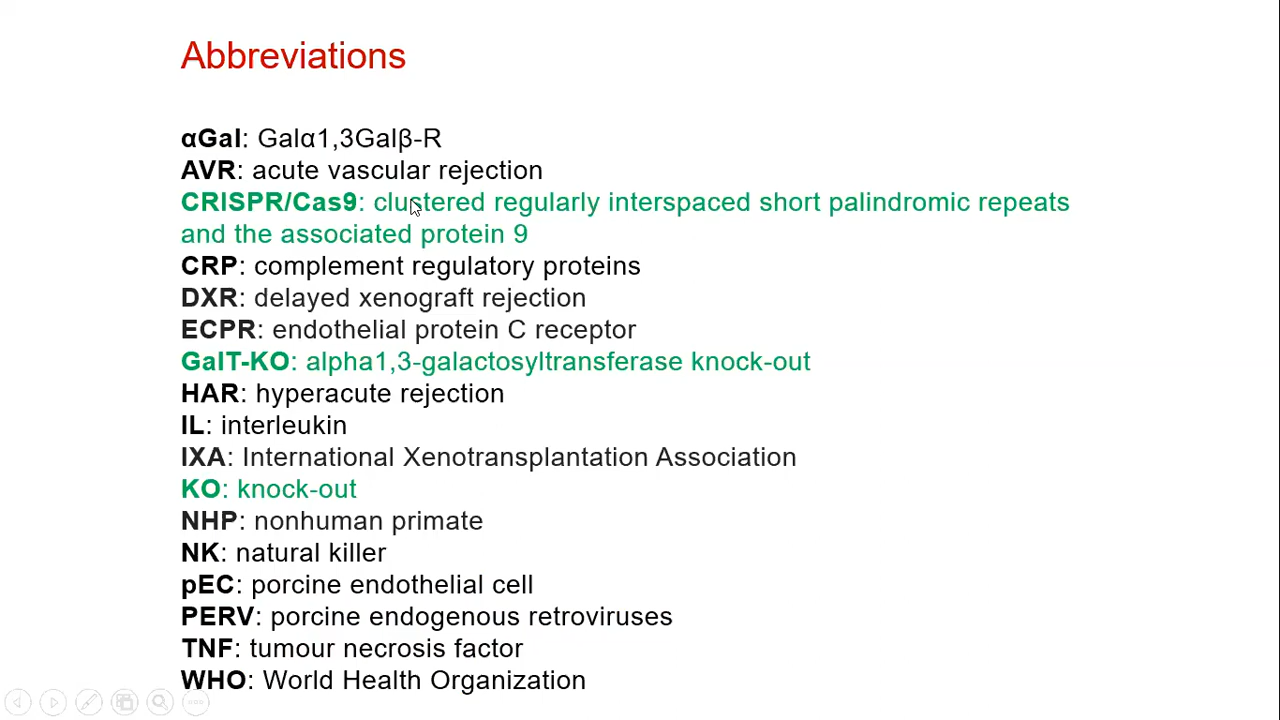 Abbreviations
αGal: Galα1,3Galβ-R
AVR: acute vascular rejection
CRISPR/Cas9: clustered regularly interspaced short palindromic repeats
and the associated protein 9
CRP: complement regulatory proteins
DXR: delayed xenograft rejection
ECPR: endothelial protein C receptor
GalT-KO: alpha1,3-galactosyltransferase knock-out
HAR: hyperacute rejection
IL: interleukin
IXA: International Xenotransplantation Association
KO: knock-out
NHP: nonhuman primate
NK: natural killer
pEC: porcine endothelial cell
PERV: porcine endogenous retroviruses
TNF: tumour necrosis factor
WHO: World Health Organization